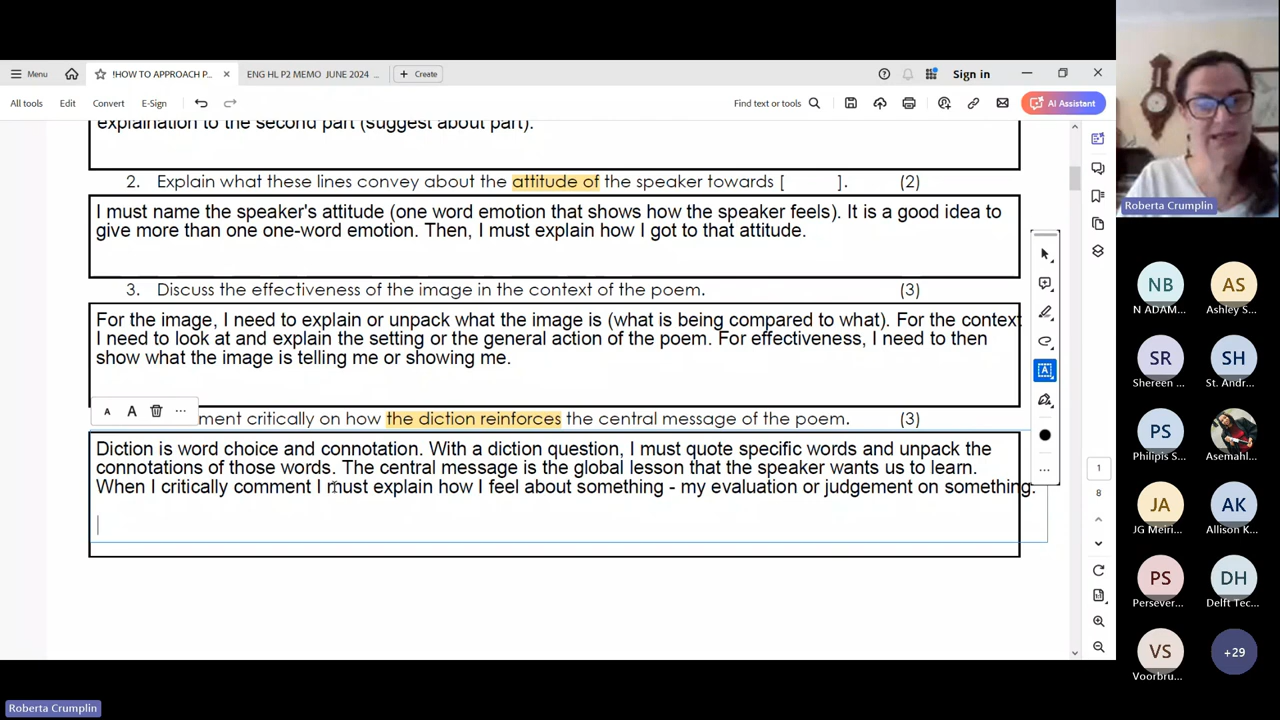 Menu
!HOW TO APPROACH P...
ENG HL P2 MEMO JUNE 2024 ...
Create
Sign in
All tools
Edit
Convert
E-Sign
Find text or tools
AI Assistant
explaination to the second part (suggest about part).
2. Explain what these lines convey about the attitude of the speaker towards [ ]. (2)
I must name the speaker's attitude (one word emotion that shows how the speaker feels). It is a good idea to
give more than one one-word emotion. Then, I must explain how I got to that attitude.
3. Discuss the effectiveness of the image in the context of the poem. (3)
For the image, I need to explain or unpack what the image is (what is being compared to what). For the context
I need to look at and explain the setting or the general action of the poem. For effectiveness, I need to then
show what the image is telling me or showing me.
A A ...
ment critically on how the diction reinforces the central message of the poem. (3)
Diction is word choice and connotation. With a diction question, I must quote specific words and unpack the
connotations of those words. The central message is the global lesson that the speaker wants us to learn.
When I critically comment I must explain how I feel about something - my evaluation or judgement on something.
1
8
Roberta Crumplin
NB
N ADAM...
AS
Ashley S...
SR
Shereen ...
SH
St. Andr...
PS
Philipis S...
Asemahl...
JA
JG Meiri...
AK
Allison K...
PS
Persever...
DH
Delft Tec...
VS
Voorbru...
+29
Roberta Crumplin